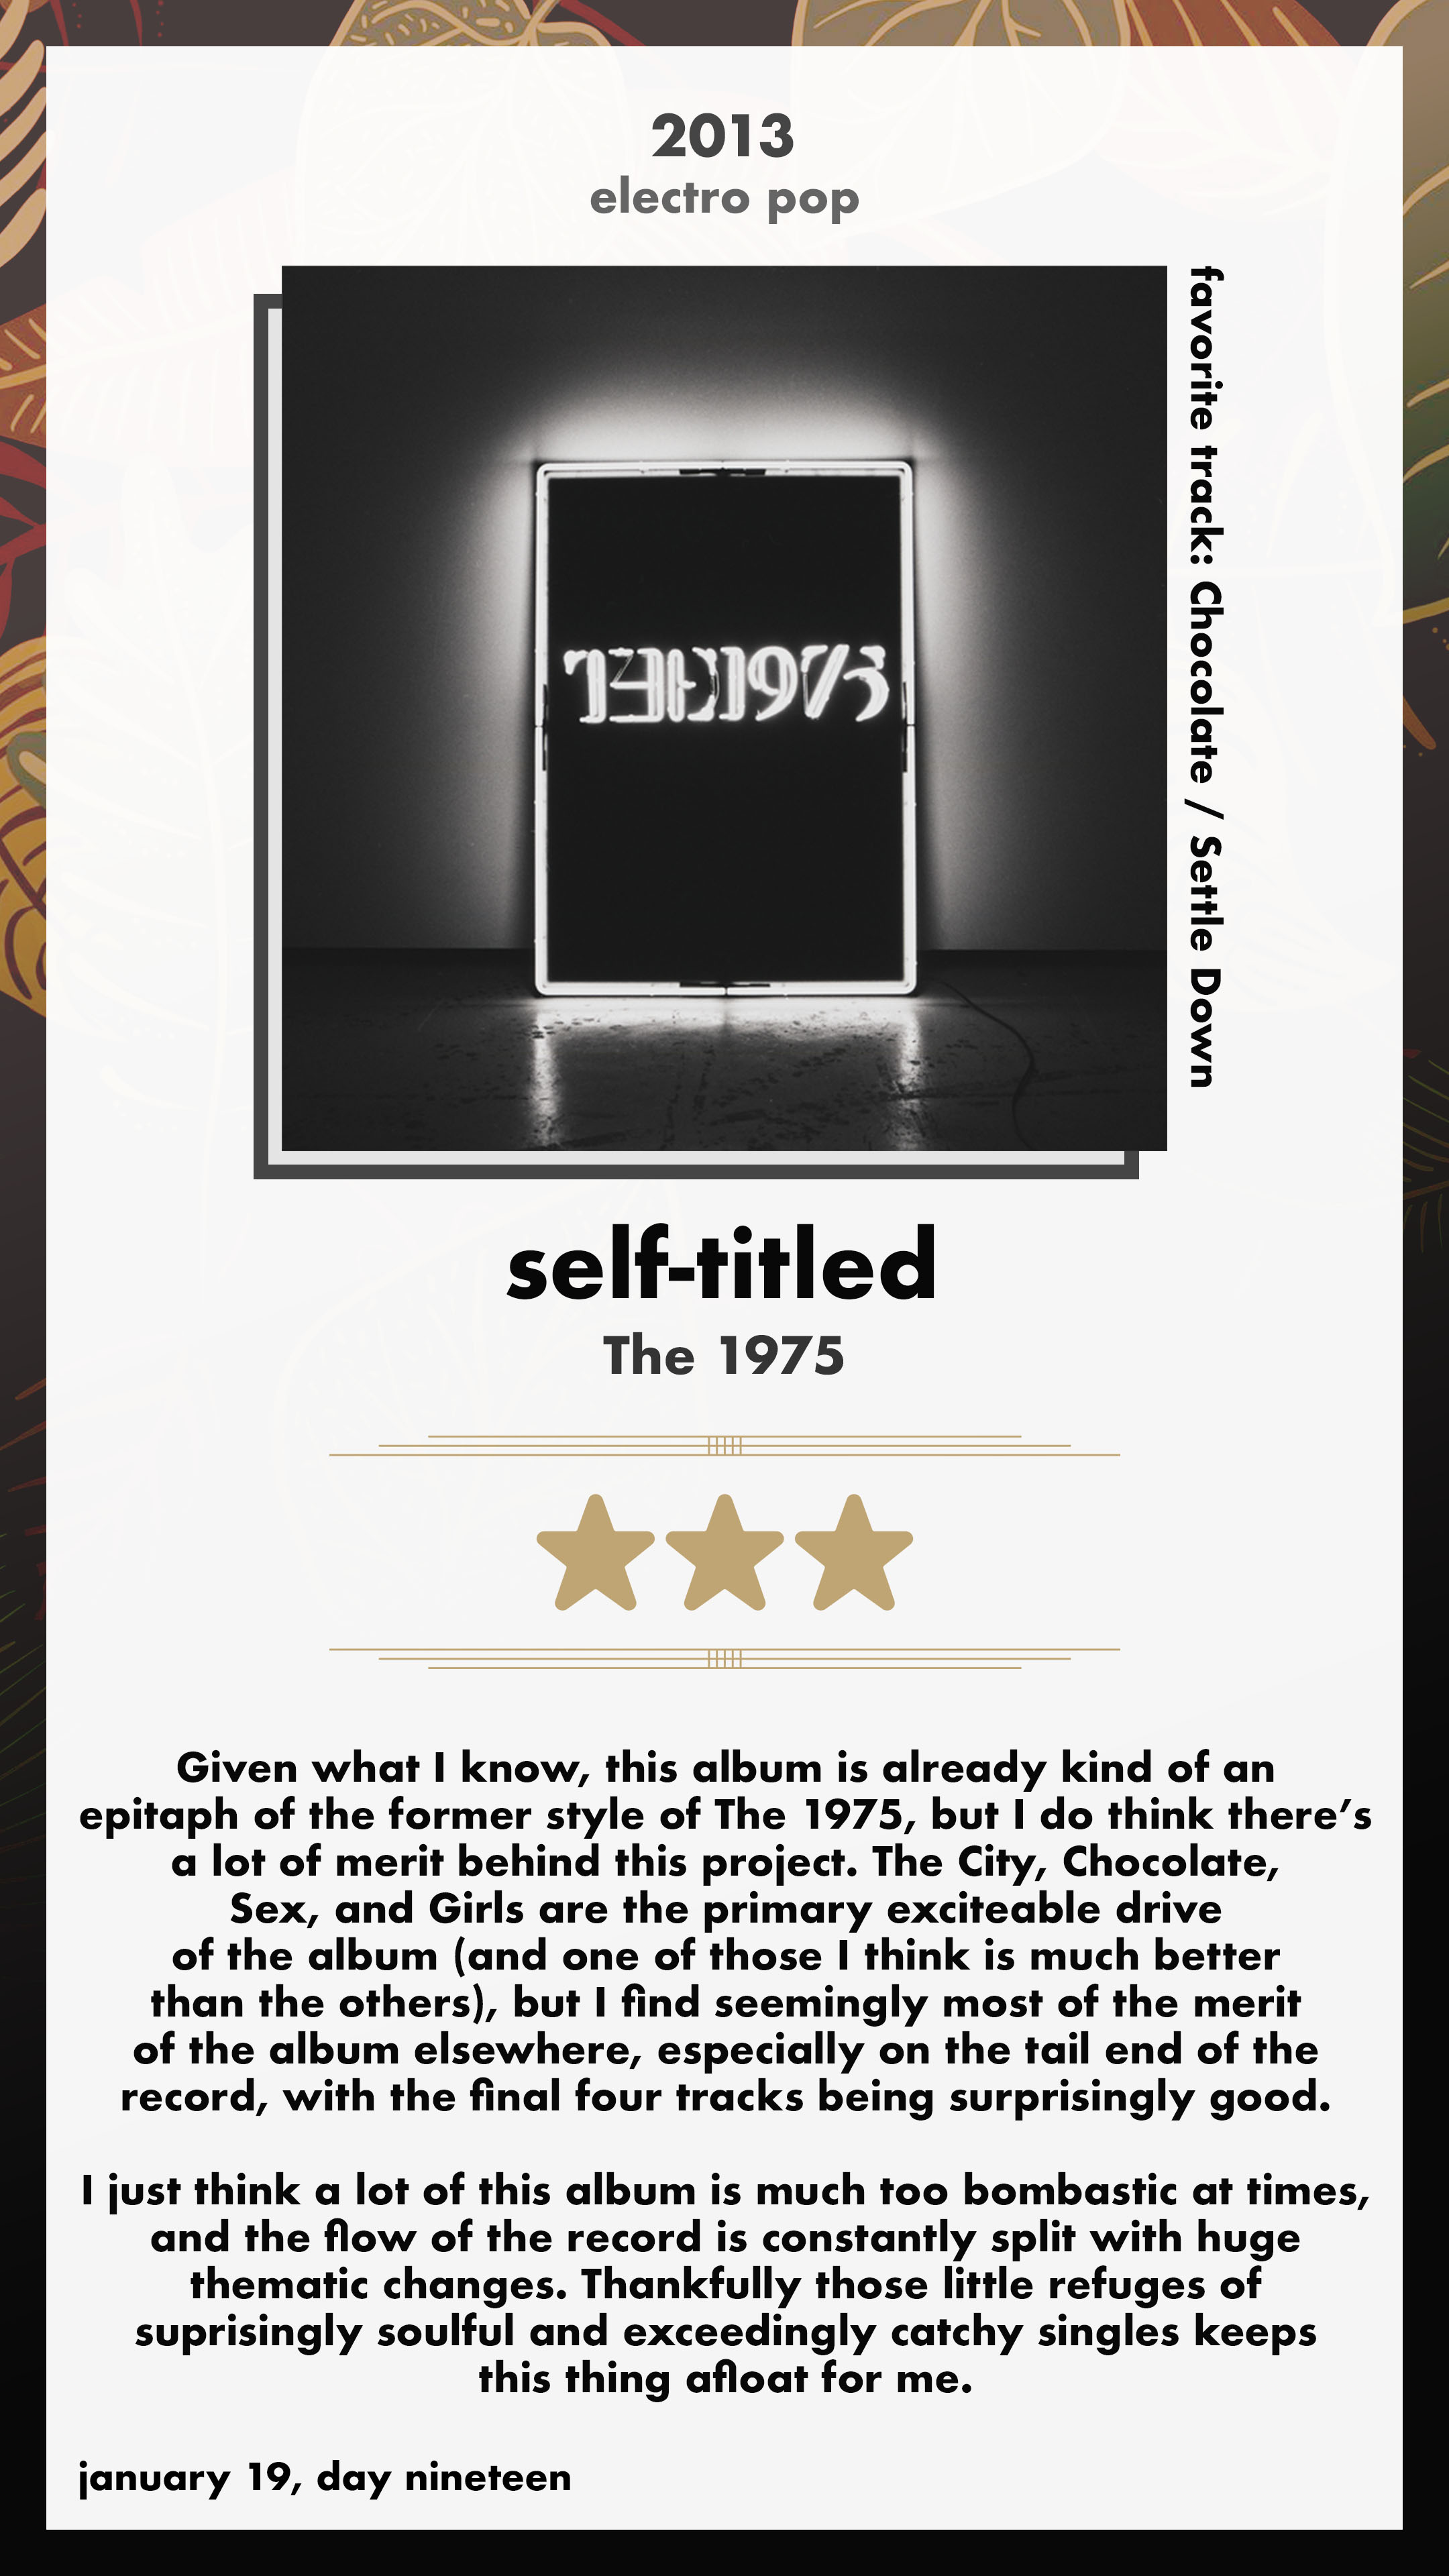 2013
electro pop
THE 1975
favorite track: Chocolate / Settle Down
self-titled
The 1975
Given what I know, this album is already kind of an
epitaph of the former style of The 1975, but I do think there’s
a lot of merit behind this project. The City, Chocolate,
Sex, and Girls are the primary exciteable drive
of the album (and one of those I think is much better
than the others), but I find seemingly most of the merit
of the album elsewhere, especially on the tail end of the
record, with the final four tracks being surprisingly good.
I just think a lot of this album is much too bombastic at times,
and the flow of the record is constantly split with huge
thematic changes. Thankfully those little refuges of
suprisingly soulful and exceedingly catchy singles keeps
this thing afloat for me.
january 19, day nineteen